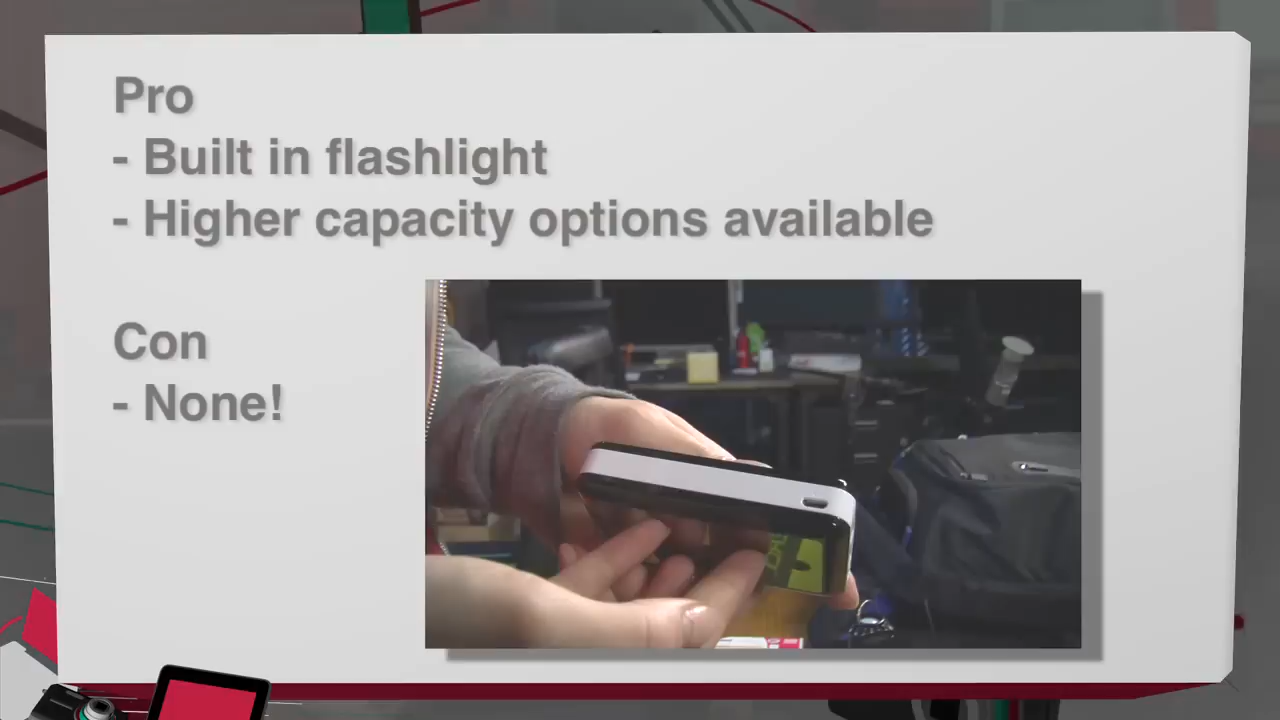 Pro
- Built in flashlight
- Higher capacity options available
Con
- None!